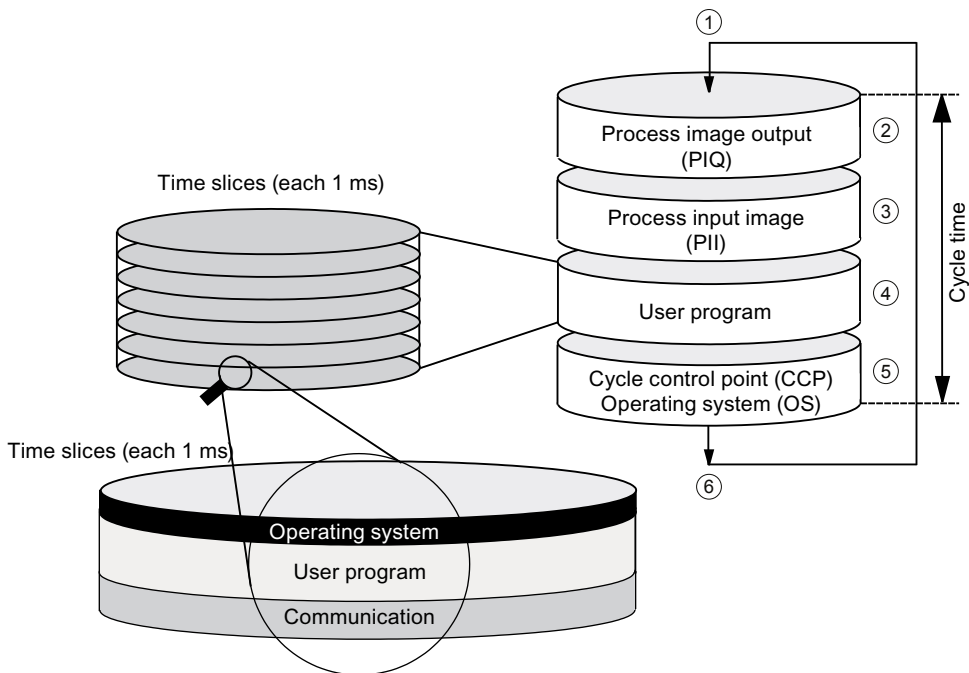 ①
Process image output
(PIQ)
②
Time slices (each 1 ms)
Process input image
(PII)
③
Cycle time
User program
④
Cycle control point (CCP)
Operating system (OS)
⑤
Time slices (each 1 ms)
⑥
Operating system
User program
Communication